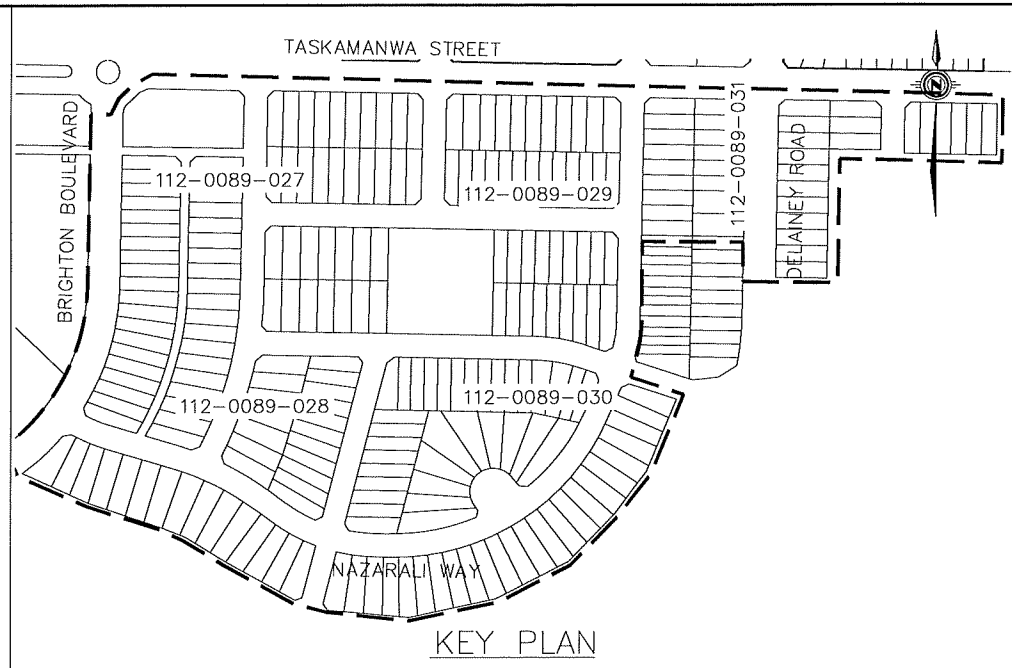 TASKAMANWA STREET
BRIGHTON BOULEVARD
112-0089-027
112-0089-029
112-0089-031
DELAINEY ROAD
N
112-0089-028
112-0089-030
NAZARALI WAY
KEY PLAN